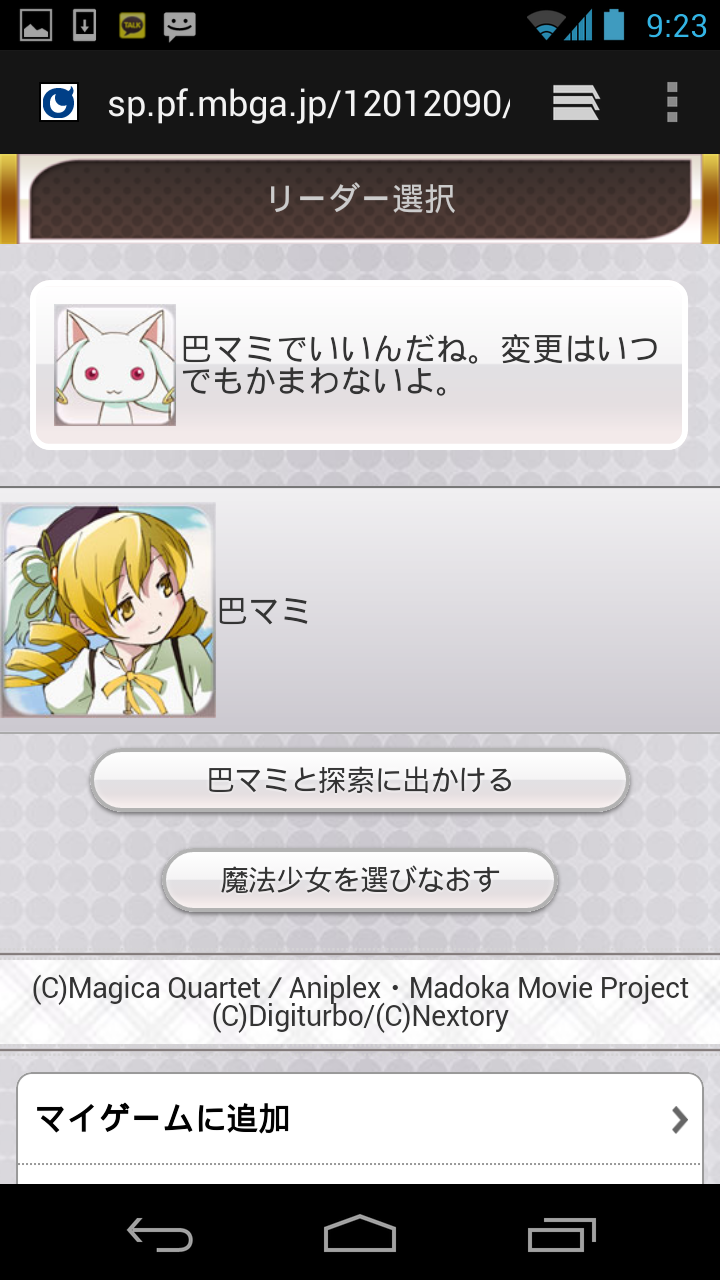 TALK
9:23
sp.pf.mbga.jp/12012090/
リーダー選択
巴マミでいいんだね。変更はいつ
でもかまわないよ。
巴マミ
巴マミと探索に出かける
魔法少女を選びなおす
(C)Magica Quartet / Aniplex・Madoka Movie Project
(C)Digiturbo/(C)Nextory
マイゲームに追加